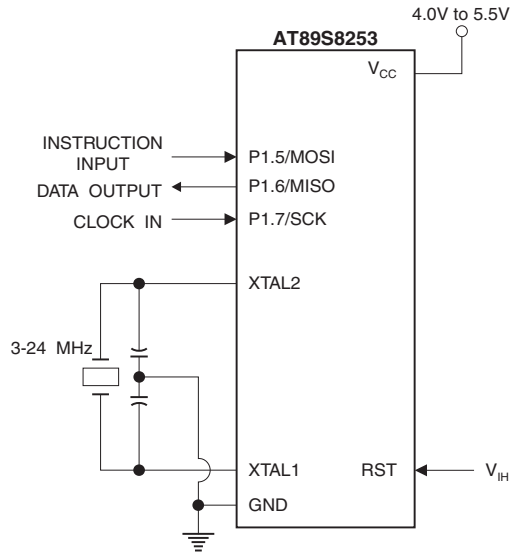 4.0V to 5.5V
AT89S8253
VCC
INSTRUCTION
INPUT
P1.5/MOSI
DATA OUTPUT
P1.6/MISO
CLOCK IN
P1.7/SCK
XTAL2
3-24 MHz
XTAL1
RST
VIH
GND